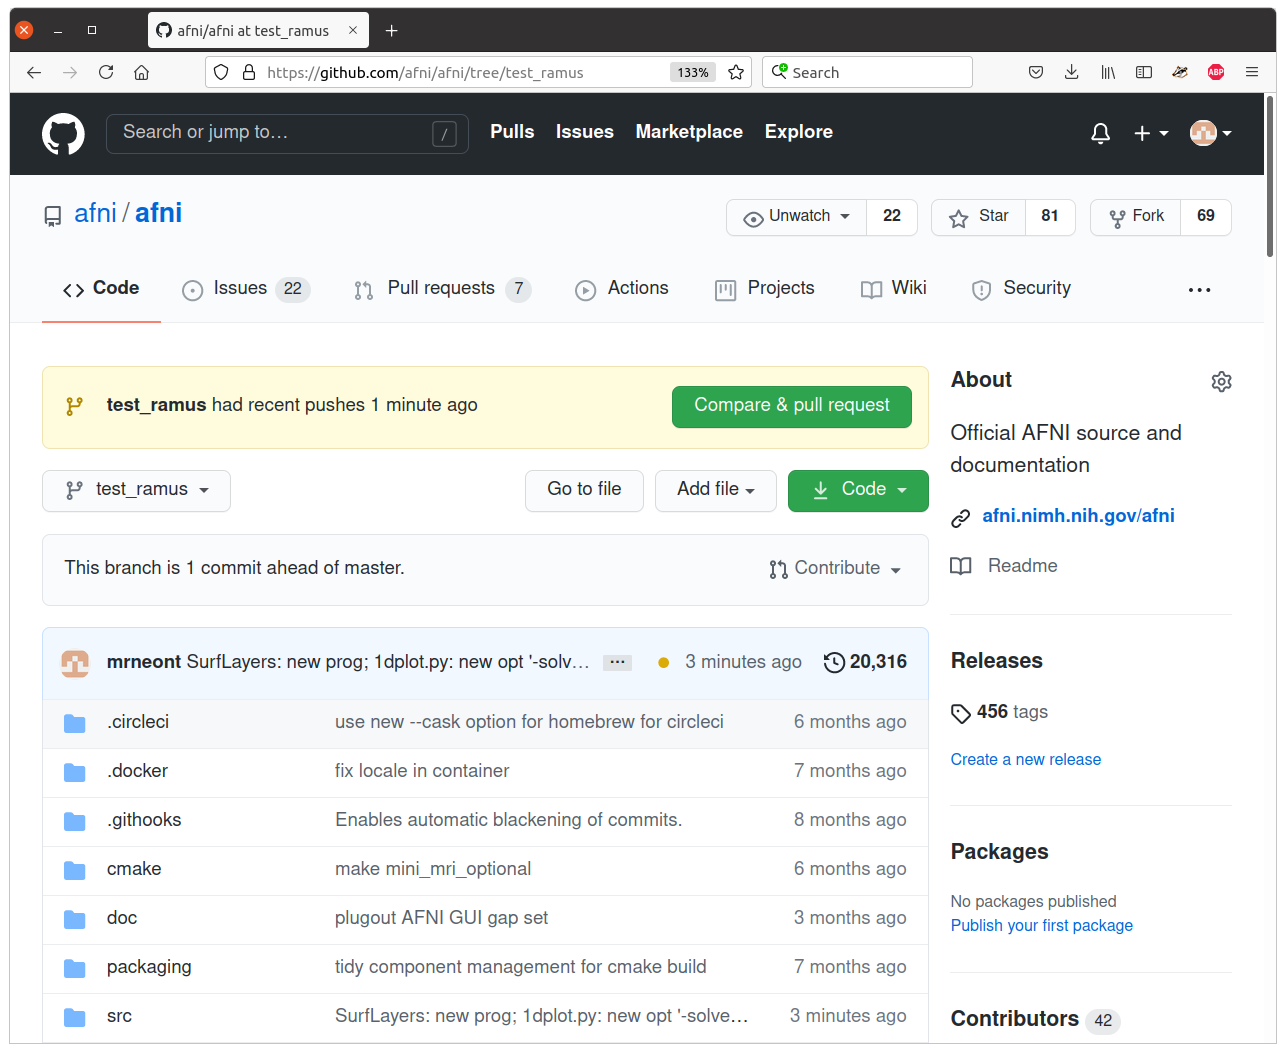 afni/afni at test_ramus
https://github.com/afni/afni/tree/test_ramus 133% Search ABP
Search or jump to… / Pulls Issues Marketplace Explore
afni / afni Unwatch 22 Star 81 Fork 69
Code Issues 22 Pull requests 7 Actions Projects Wiki Security
test_ramus had recent pushes 1 minute ago Compare & pull request
test_ramus Go to file Add file Code
This branch is 1 commit ahead of master. Contribute
mrneont SurfLayers: new prog; 1dplot.py: new opt '-solv… 3 minutes ago 20,316
.circleci use new --cask option for homebrew for circleci 6 months ago
.docker fix locale in container 7 months ago
.githooks Enables automatic blackening of commits. 8 months ago
cmake make mini_mri_optional 6 months ago
doc plugout AFNI GUI gap set 3 months ago
packaging tidy component management for cmake build 7 months ago
src SurfLayers: new prog; 1dplot.py: new opt '-solve… 3 minutes ago
About
Official AFNI source and
documentation
afni.nimh.nih.gov/afni
Readme
Releases
456 tags
Create a new release
Packages
No packages published
Publish your first package
Contributors 42